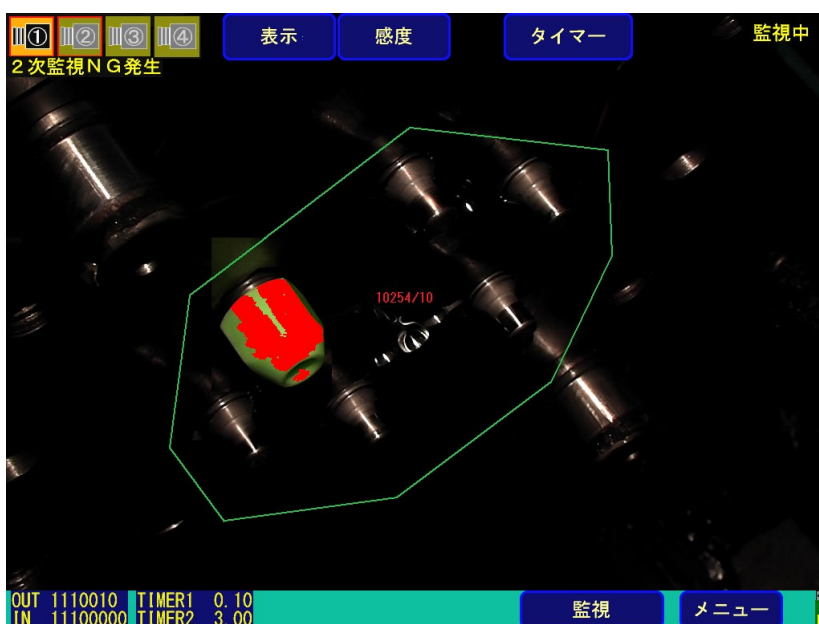 ① ② ③ ④ 表示 感度 タイマー 監視中
２次監視ＮＧ発生
10254/10
OUT 1110010 TIMER1 0.10
IN 11100000 TIMER2 3.00
監視 メニュー